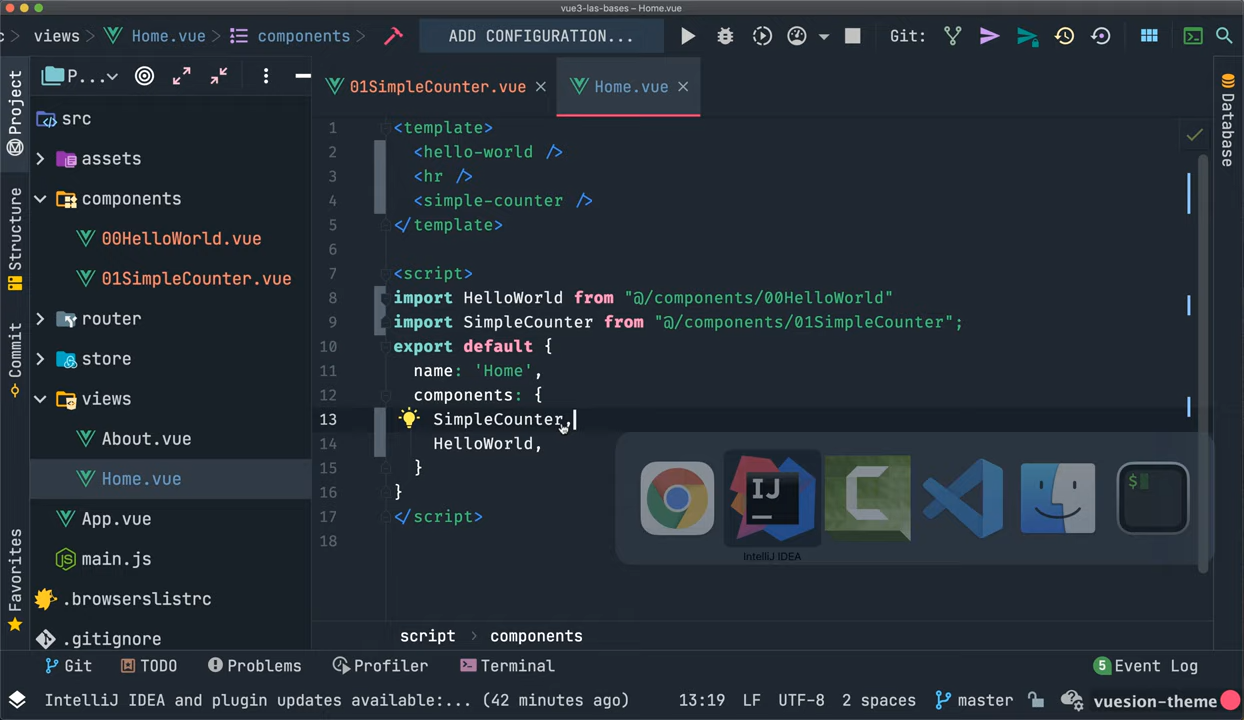 vue3-las-bases – Home.vue
c > views > Home.vue > components > ADD CONFIGURATION... Git:
Project
Structure
Commit
Favorites
P...
src
assets
components
00HelloWorld.vue
01SimpleCounter.vue
router
store
views
About.vue
Home.vue
App.vue
main.js
.browserslistrc
.gitignore
01SimpleCounter.vue
Home.vue
1 <template>
2 <hello-world />
3 <hr />
4 <simple-counter />
5 </template>
6
7 <script>
8 import HelloWorld from "@/components/00HelloWorld"
9 import SimpleCounter from "@/components/01SimpleCounter";
10 export default {
11 name: 'Home',
12 components: {
13 SimpleCounter,
14 HelloWorld,
15 }
16 }
17 </script>
18
IJ
C
$
IntelliJ IDEA
script > components
Database
Git TODO Problems Profiler Terminal 5 Event Log
IntelliJ IDEA and plugin updates available:... (42 minutes ago) 13:19 LF UTF-8 2 spaces master vuesion-theme